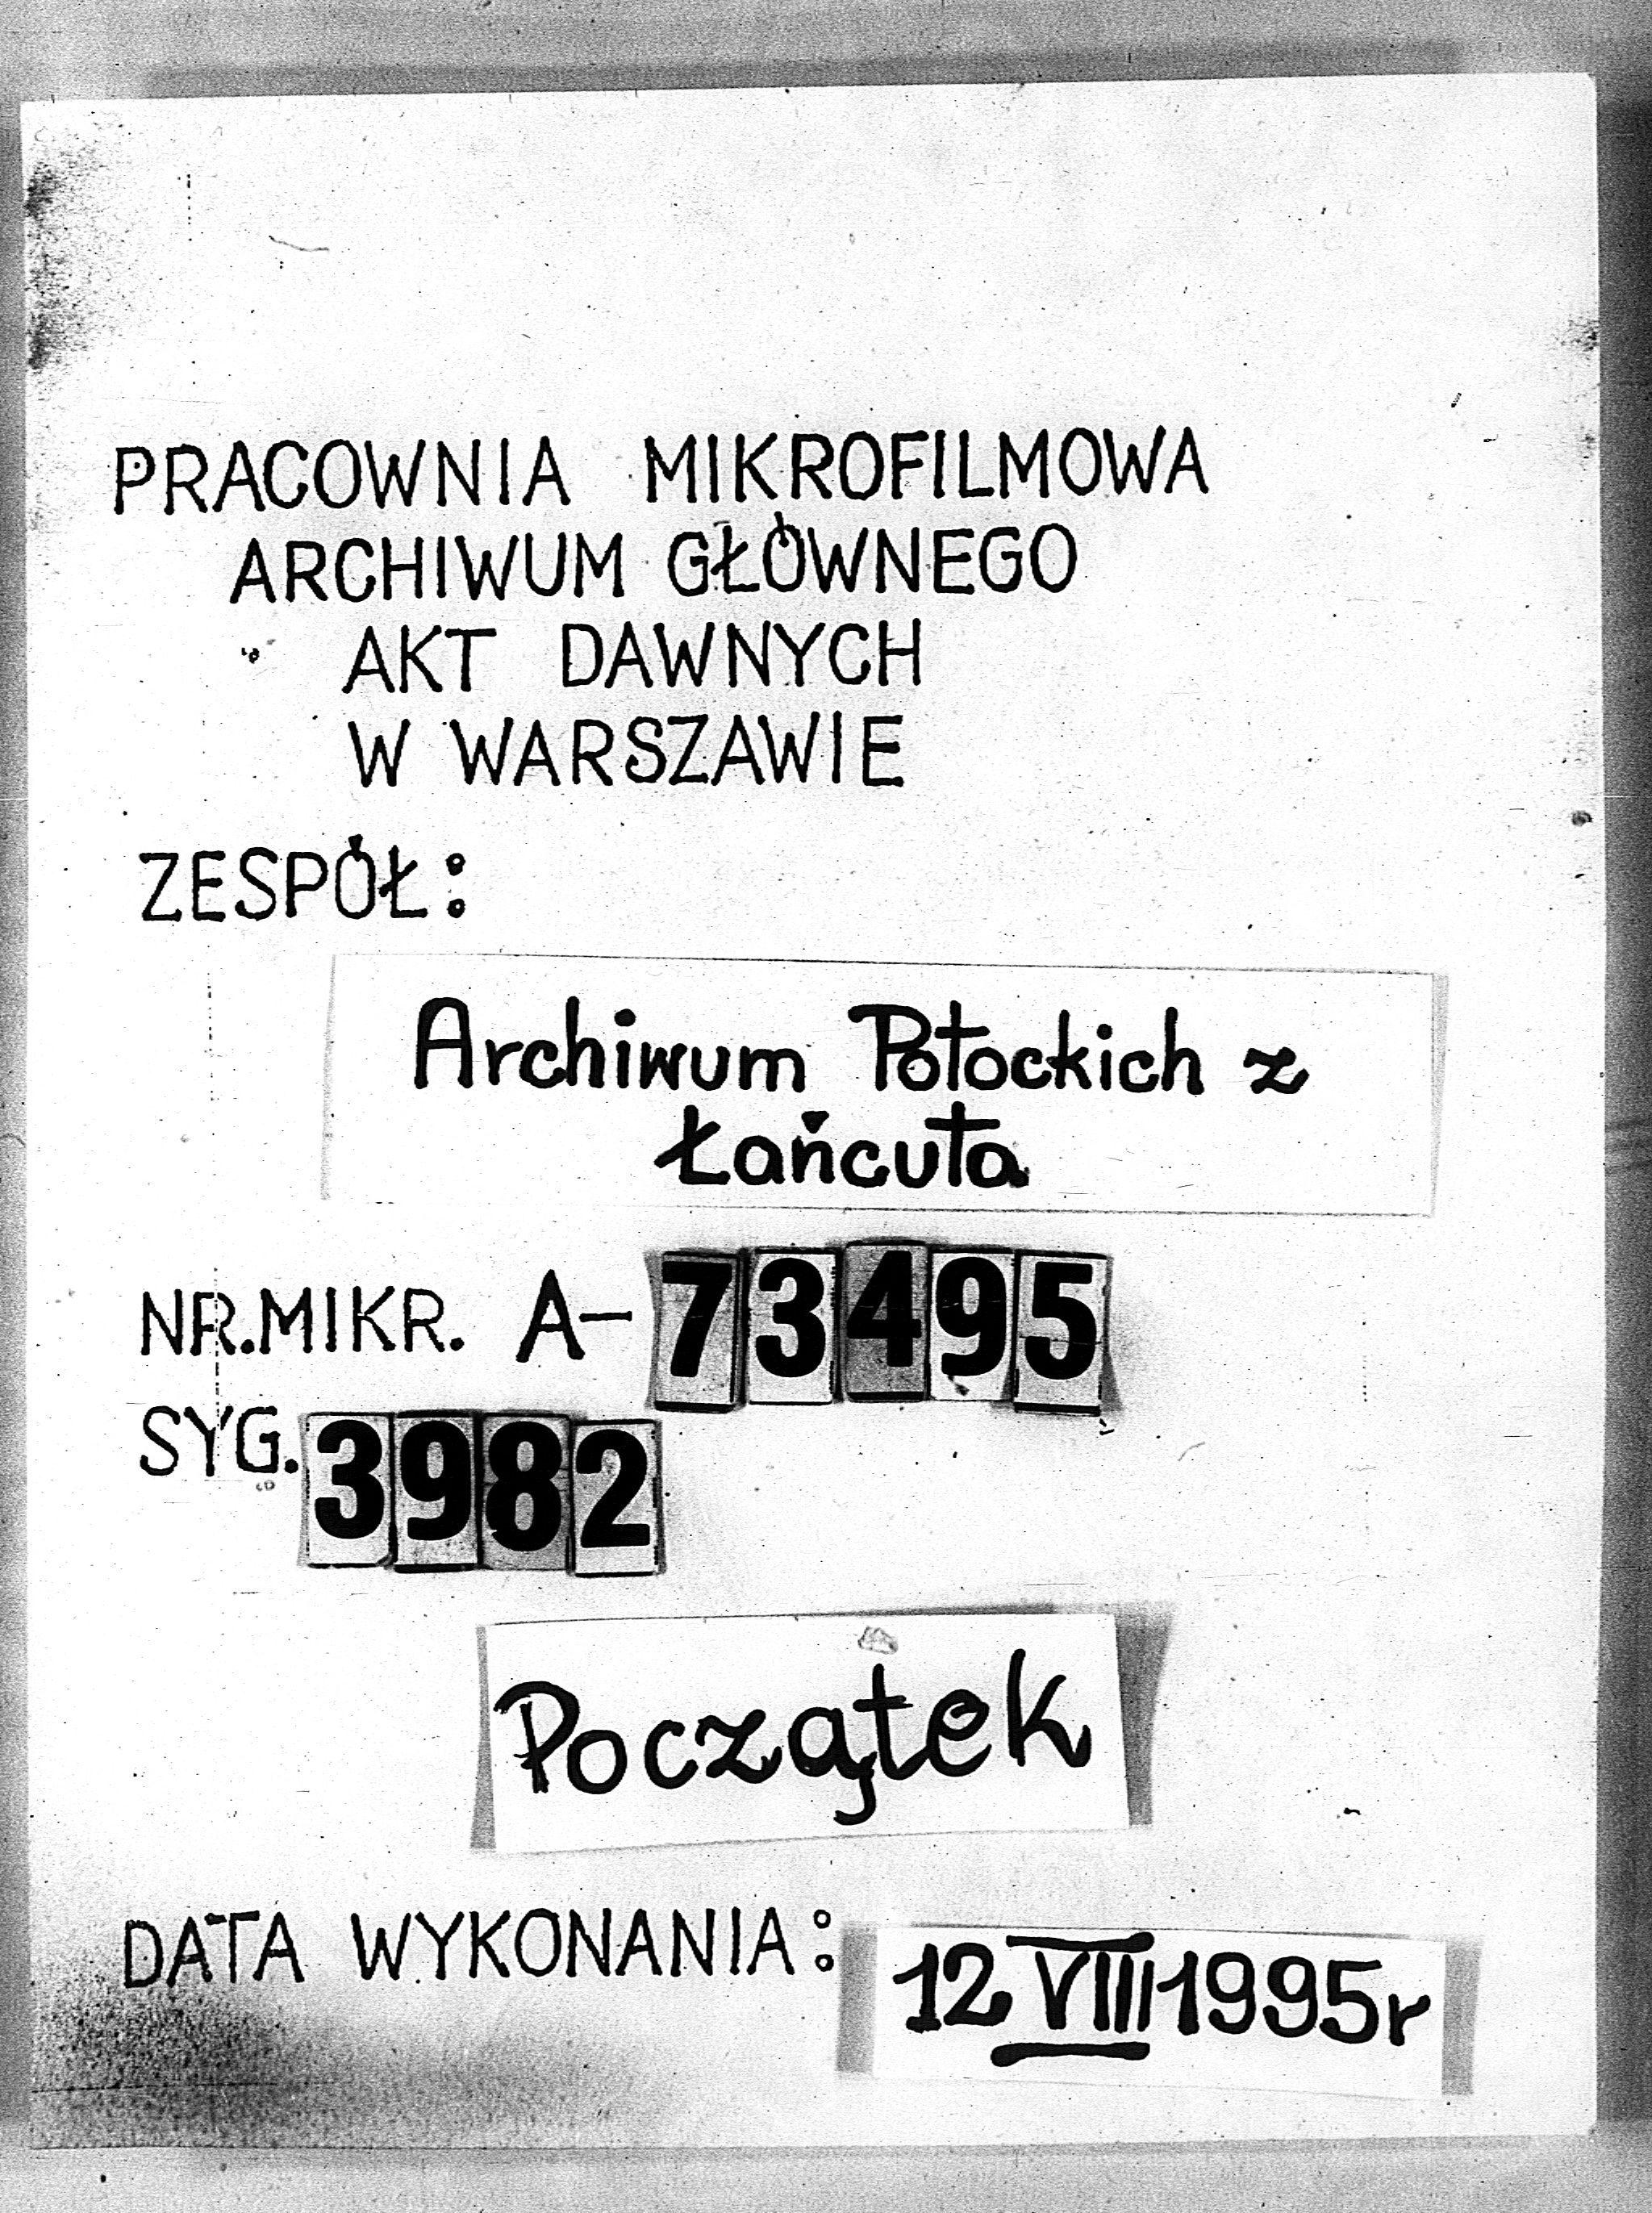 PRACOWNIA MIKROFILMOWA
ARCHIWUM GŁÓWNEGO
AKT DAWNYCH
W WARSZAWIE
ZESPÓŁ:
Archiwum Potockich z
Łańcuta
NR.MIKR. A-73495
SYG. 3982
Początek
DATA WYKONANIA: 12 VIII 1995r